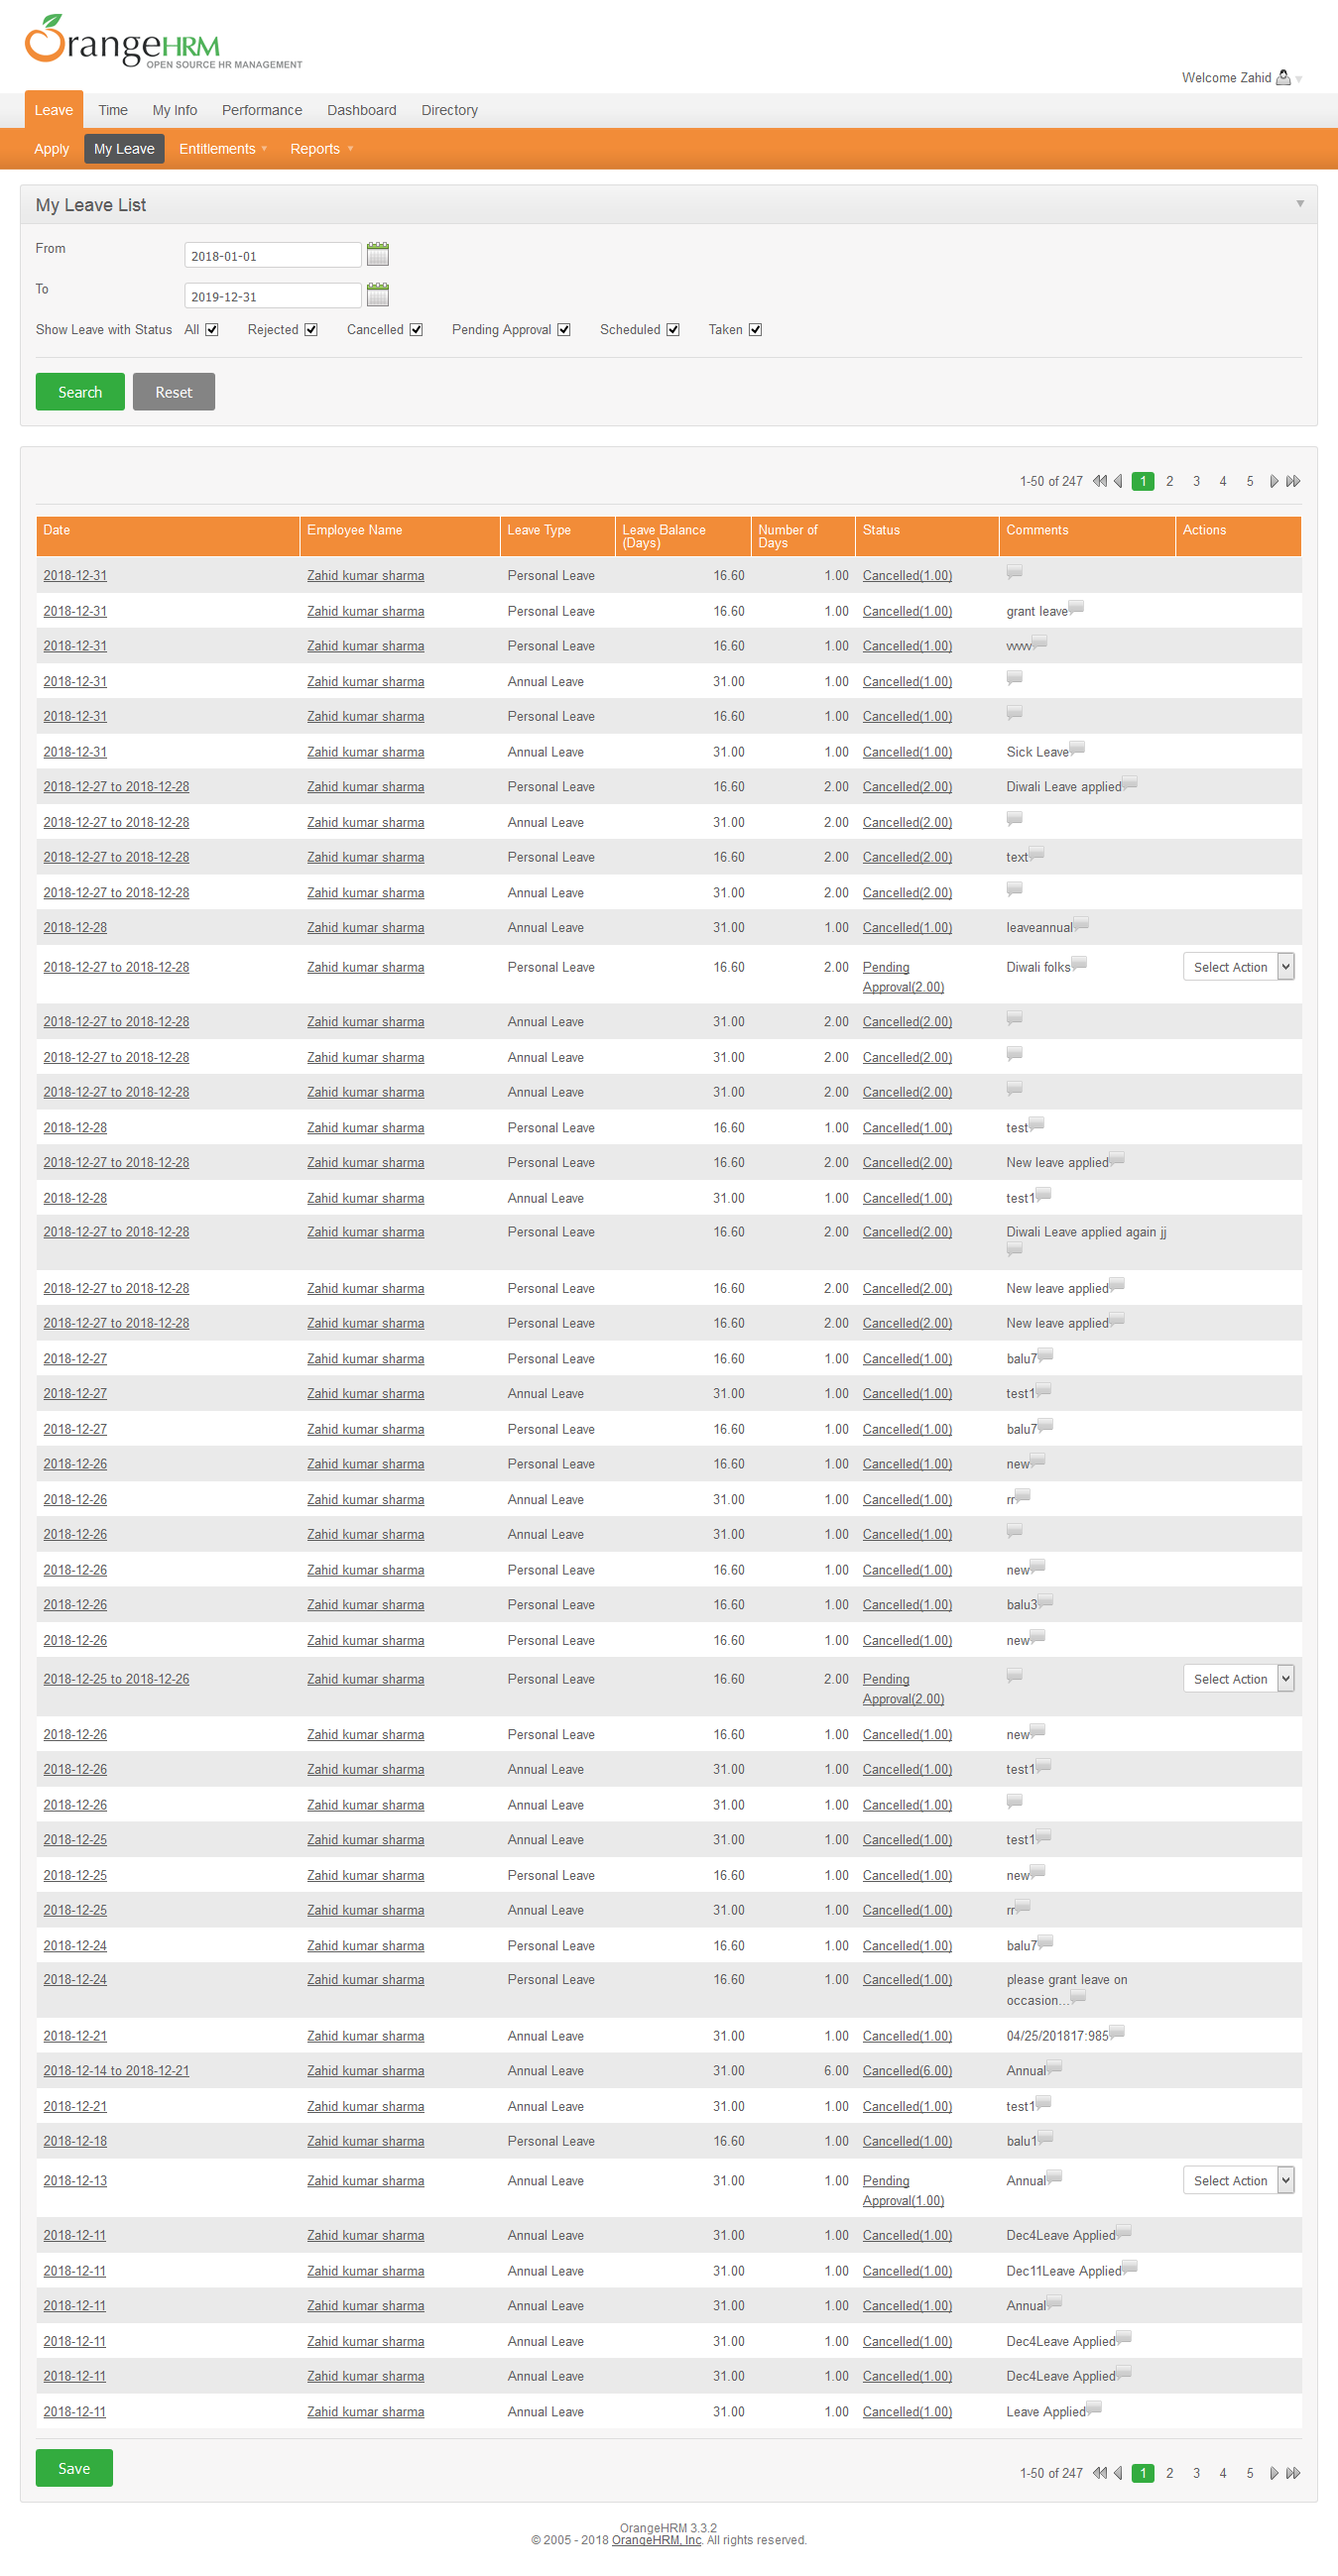 OrangeHRM
OPEN SOURCE HR MANAGEMENT
Welcome Zahid
Leave Time My Info Performance Dashboard Directory
Apply My Leave Entitlements Reports
My Leave List
From 2018-01-01
To 2019-12-31
Show Leave with Status All Rejected Cancelled Pending Approval Scheduled Taken
Search Reset
1-50 of 247 1 2 3 4 5
Date Employee Name Leave Type Leave Balance (Days) Number of Days Status Comments Actions
2018-12-31 Zahid kumar sharma Personal Leave 16.60 1.00 Cancelled(1.00)
2018-12-31 Zahid kumar sharma Personal Leave 16.60 1.00 Cancelled(1.00) grant leave
2018-12-31 Zahid kumar sharma Personal Leave 16.60 1.00 Cancelled(1.00)
2018-12-31 Zahid kumar sharma Annual Leave 31.00 1.00 Cancelled(1.00)
2018-12-31 Zahid kumar sharma Personal Leave 16.60 1.00 Cancelled(1.00)
2018-12-31 Zahid kumar sharma Annual Leave 31.00 1.00 Cancelled(1.00) Sick Leave
2018-12-27 to 2018-12-28 Zahid kumar sharma Personal Leave 16.60 2.00 Cancelled(2.00) Diwali Leave applied
2018-12-27 to 2018-12-28 Zahid kumar sharma Annual Leave 31.00 2.00 Cancelled(2.00)
2018-12-27 to 2018-12-28 Zahid kumar sharma Personal Leave 16.60 2.00 Cancelled(2.00) text
2018-12-27 to 2018-12-28 Zahid kumar sharma Annual Leave 31.00 2.00 Cancelled(2.00)
2018-12-28 Zahid kumar sharma Annual Leave 31.00 1.00 Cancelled(1.00) leaveannual
2018-12-27 to 2018-12-28 Zahid kumar sharma Personal Leave 16.60 2.00 Pending Approval(2.00) Diwali folks Select Action
2018-12-27 to 2018-12-28 Zahid kumar sharma Annual Leave 31.00 2.00 Cancelled(2.00)
2018-12-27 to 2018-12-28 Zahid kumar sharma Annual Leave 31.00 2.00 Cancelled(2.00)
2018-12-27 to 2018-12-28 Zahid kumar sharma Annual Leave 31.00 2.00 Cancelled(2.00)
2018-12-28 Zahid kumar sharma Personal Leave 16.60 1.00 Cancelled(1.00) test
2018-12-27 to 2018-12-28 Zahid kumar sharma Personal Leave 16.60 2.00 Cancelled(2.00) New leave applied
2018-12-28 Zahid kumar sharma Annual Leave 31.00 1.00 Cancelled(1.00) test1
2018-12-27 to 2018-12-28 Zahid kumar sharma Personal Leave 16.60 2.00 Cancelled(2.00) Diwali Leave applied again jj
2018-12-27 to 2018-12-28 Zahid kumar sharma Personal Leave 16.60 2.00 Cancelled(2.00) New leave applied
2018-12-27 to 2018-12-28 Zahid kumar sharma Personal Leave 16.60 2.00 Cancelled(2.00) New leave applied
2018-12-27 Zahid kumar sharma Personal Leave 16.60 1.00 Cancelled(1.00) balu7
2018-12-27 Zahid kumar sharma Annual Leave 31.00 1.00 Cancelled(1.00) test1
2018-12-27 Zahid kumar sharma Personal Leave 16.60 1.00 Cancelled(1.00) balu7
2018-12-26 Zahid kumar sharma Personal Leave 16.60 1.00 Cancelled(1.00) new
2018-12-26 Zahid kumar sharma Annual Leave 31.00 1.00 Cancelled(1.00) rr
2018-12-26 Zahid kumar sharma Annual Leave 31.00 1.00 Cancelled(1.00)
2018-12-26 Zahid kumar sharma Personal Leave 16.60 1.00 Cancelled(1.00) new
2018-12-26 Zahid kumar sharma Personal Leave 16.60 1.00 Cancelled(1.00) balu3
2018-12-26 Zahid kumar sharma Personal Leave 16.60 1.00 Cancelled(1.00) new
2018-12-25 to 2018-12-26 Zahid kumar sharma Personal Leave 16.60 2.00 Pending Approval(2.00) Select Action
2018-12-26 Zahid kumar sharma Personal Leave 16.60 1.00 Cancelled(1.00) new
2018-12-26 Zahid kumar sharma Annual Leave 31.00 1.00 Cancelled(1.00) test1
2018-12-26 Zahid kumar sharma Annual Leave 31.00 1.00 Cancelled(1.00)
2018-12-25 Zahid kumar sharma Annual Leave 31.00 1.00 Cancelled(1.00) test1
2018-12-25 Zahid kumar sharma Personal Leave 16.60 1.00 Cancelled(1.00) new
2018-12-25 Zahid kumar sharma Annual Leave 31.00 1.00 Cancelled(1.00) rr
2018-12-24 Zahid kumar sharma Personal Leave 16.60 1.00 Cancelled(1.00) balu7
2018-12-24 Zahid kumar sharma Personal Leave 16.60 1.00 Cancelled(1.00) please grant leave on occasion...
2018-12-21 Zahid kumar sharma Annual Leave 31.00 1.00 Cancelled(1.00) 04/25/201817:985
2018-12-14 to 2018-12-21 Zahid kumar sharma Annual Leave 31.00 6.00 Cancelled(6.00) Annual
2018-12-21 Zahid kumar sharma Annual Leave 31.00 1.00 Cancelled(1.00) test1
2018-12-18 Zahid kumar sharma Personal Leave 16.60 1.00 Cancelled(1.00) balu1
2018-12-13 Zahid kumar sharma Annual Leave 31.00 1.00 Pending Approval(1.00) Annual Select Action
2018-12-11 Zahid kumar sharma Annual Leave 31.00 1.00 Cancelled(1.00) Dec4Leave Applied
2018-12-11 Zahid kumar sharma Annual Leave 31.00 1.00 Cancelled(1.00) Dec11Leave Applied
2018-12-11 Zahid kumar sharma Annual Leave 31.00 1.00 Cancelled(1.00) Annual
2018-12-11 Zahid kumar sharma Annual Leave 31.00 1.00 Cancelled(1.00) Dec4Leave Applied
2018-12-11 Zahid kumar sharma Annual Leave 31.00 1.00 Cancelled(1.00) Dec4Leave Applied
2018-12-11 Zahid kumar sharma Annual Leave 31.00 1.00 Cancelled(1.00) Leave Applied
Save 1-50 of 247 1 2 3 4 5
OrangeHRM 3.3.2
© 2005 - 2018 OrangeHRM, Inc. All rights reserved.